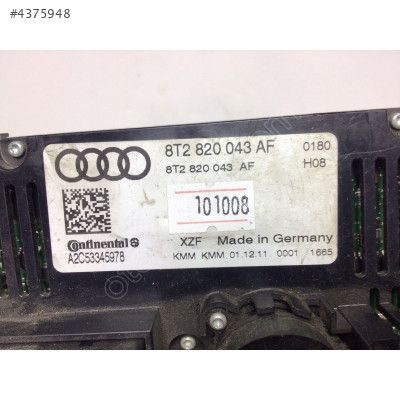 #4375948
8T2 820 043 AF 0180
8T2 820 043 AF H08
101008
Continental
XZF Made in Germany
A2C53345978
KMM KMM 01.12.11 0001 1665